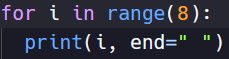 for i in range(8):
  print(i, end=" ")